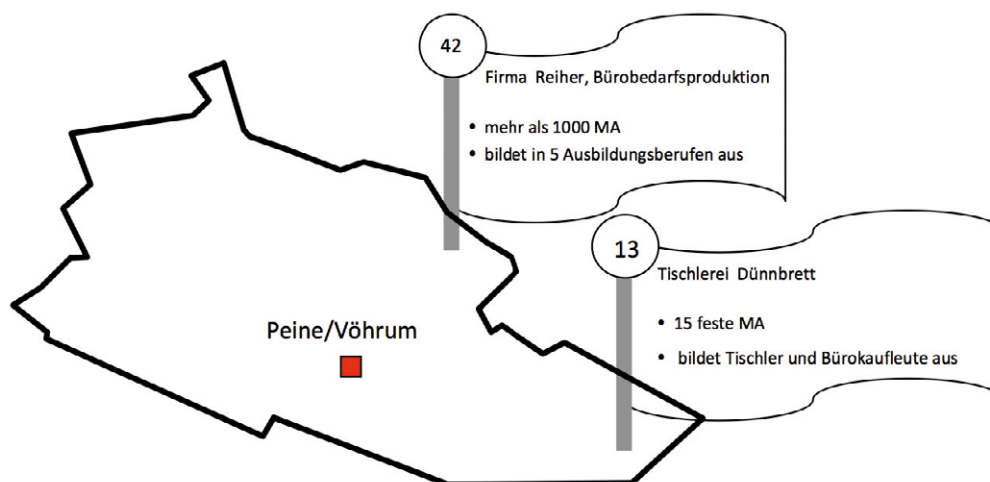 42
Firma Reiher, Bürobedarfsproduktion
• mehr als 1000 MA
• bildet in 5 Ausbildungsberufen aus
13
Tischlerei Dünnbrett
• 15 feste MA
• bildet Tischler und Bürokaufleute aus
Peine/Vöhrum